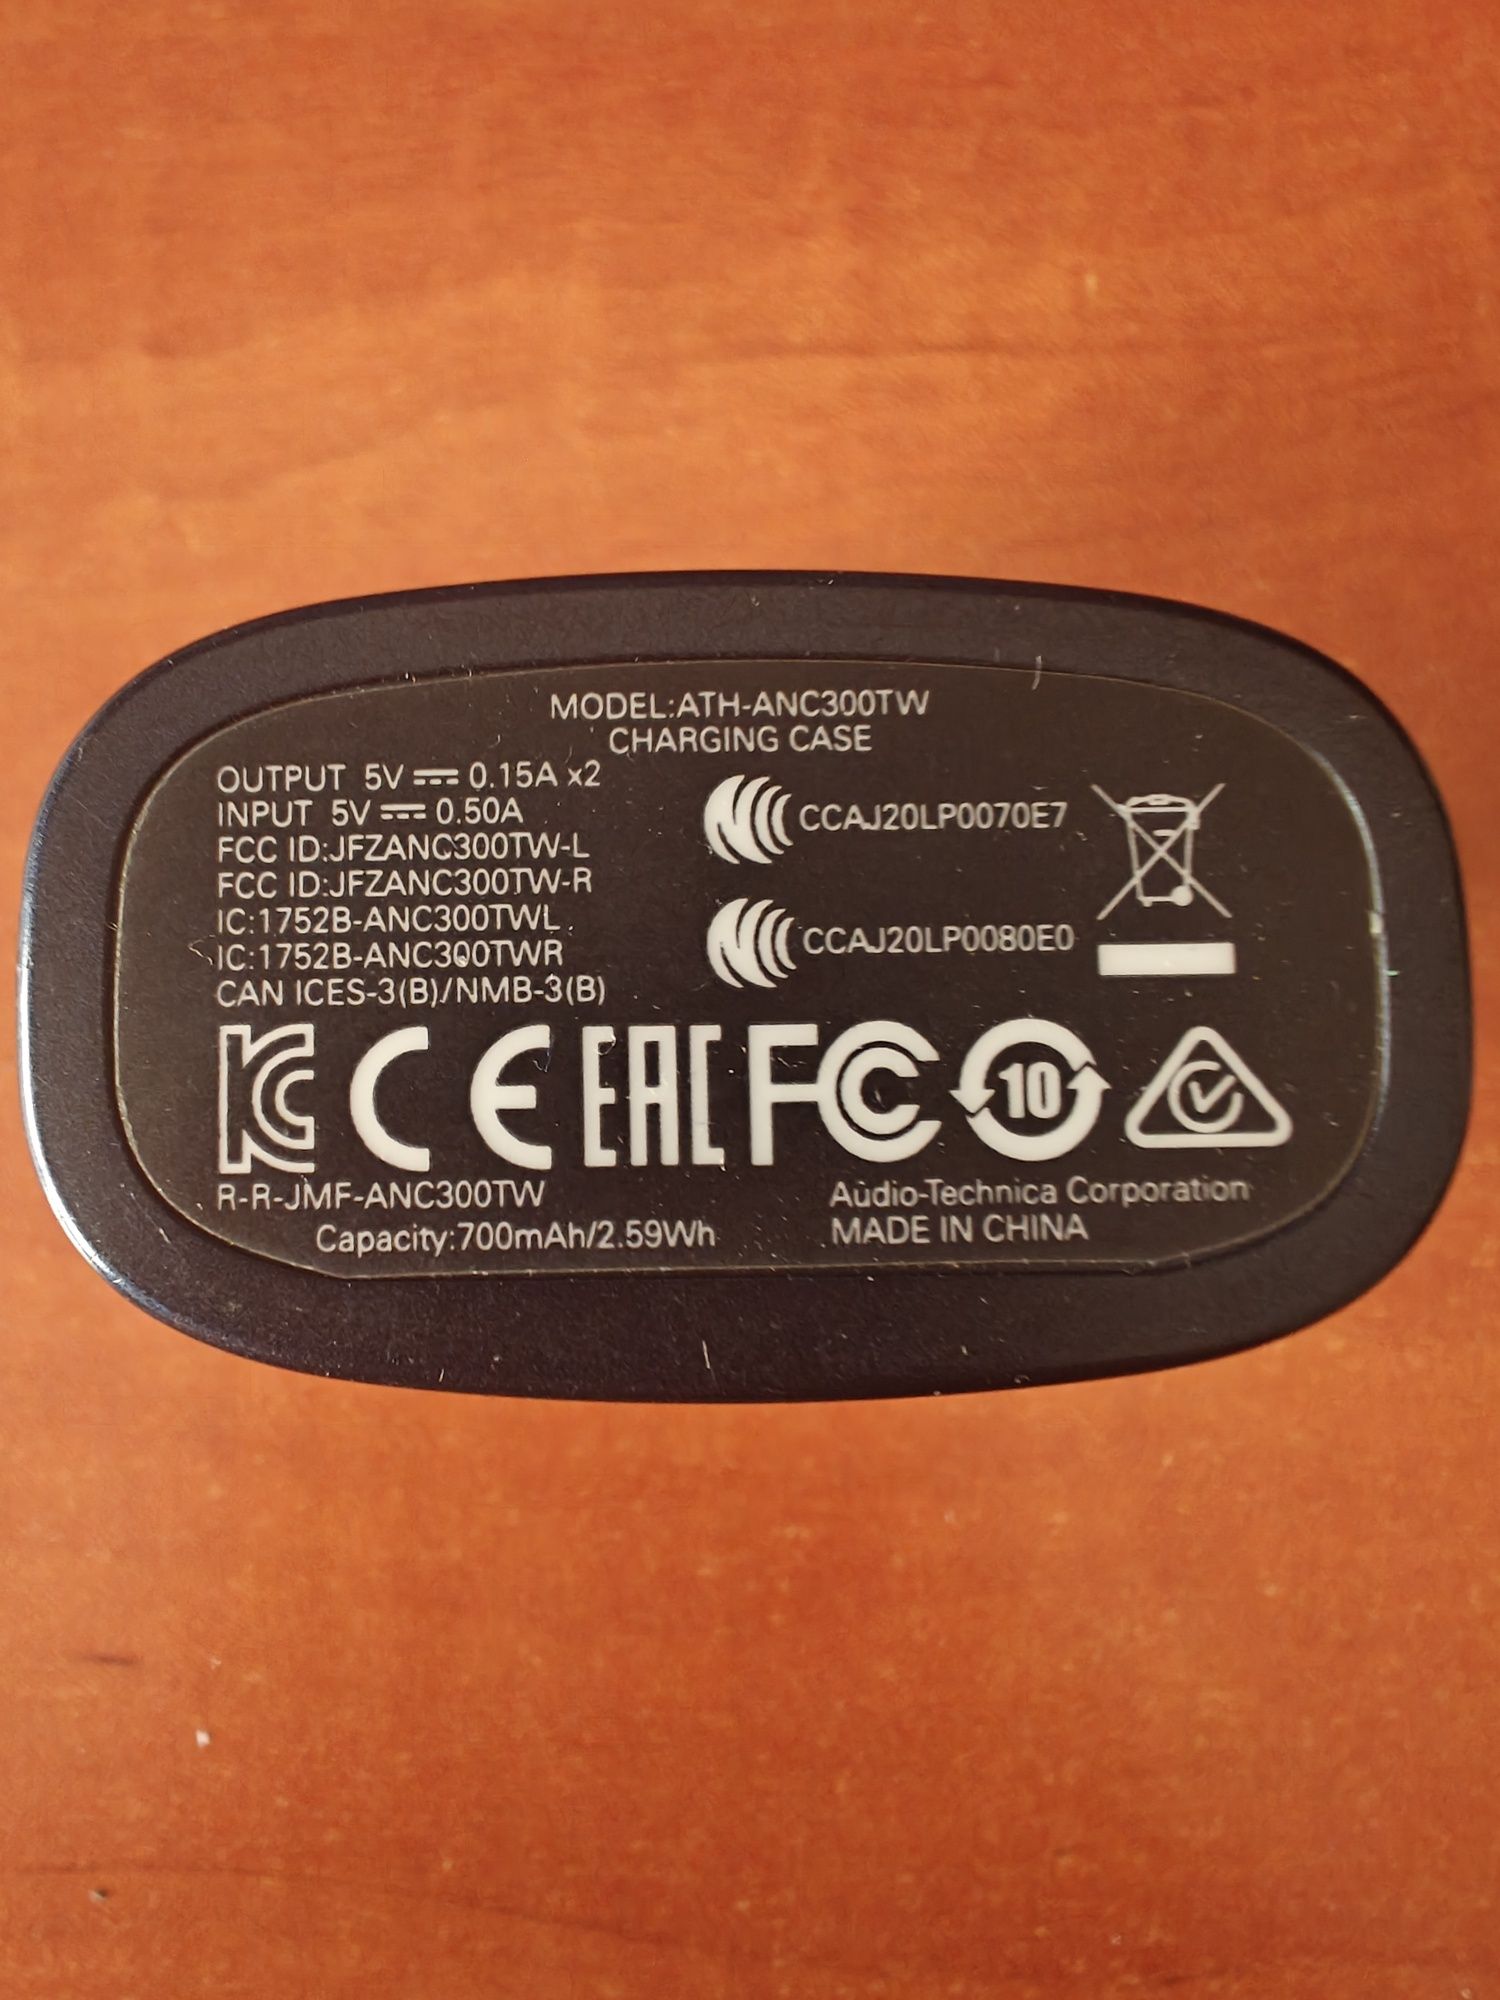 MODEL:ATH-ANC300TW
CHARGING CASE
OUTPUT 5V ⎓ 0.15A x2
INPUT 5V ⎓ 0.50A
FCC ID:JFZANC300TW-L
FCC ID:JFZANC300TW-R
IC:1752B-ANC300TWL
IC:1752B-ANC300TWR
CAN ICES-3(B)/NMB-3(B)
CCAJ20LP0070E7
CCAJ20LP0080E0
KC CE EAC FC 10
R-R-JMF-ANC300TW
Capacity:700mAh/2.59Wh
Audio-Technica Corporation
MADE IN CHINA